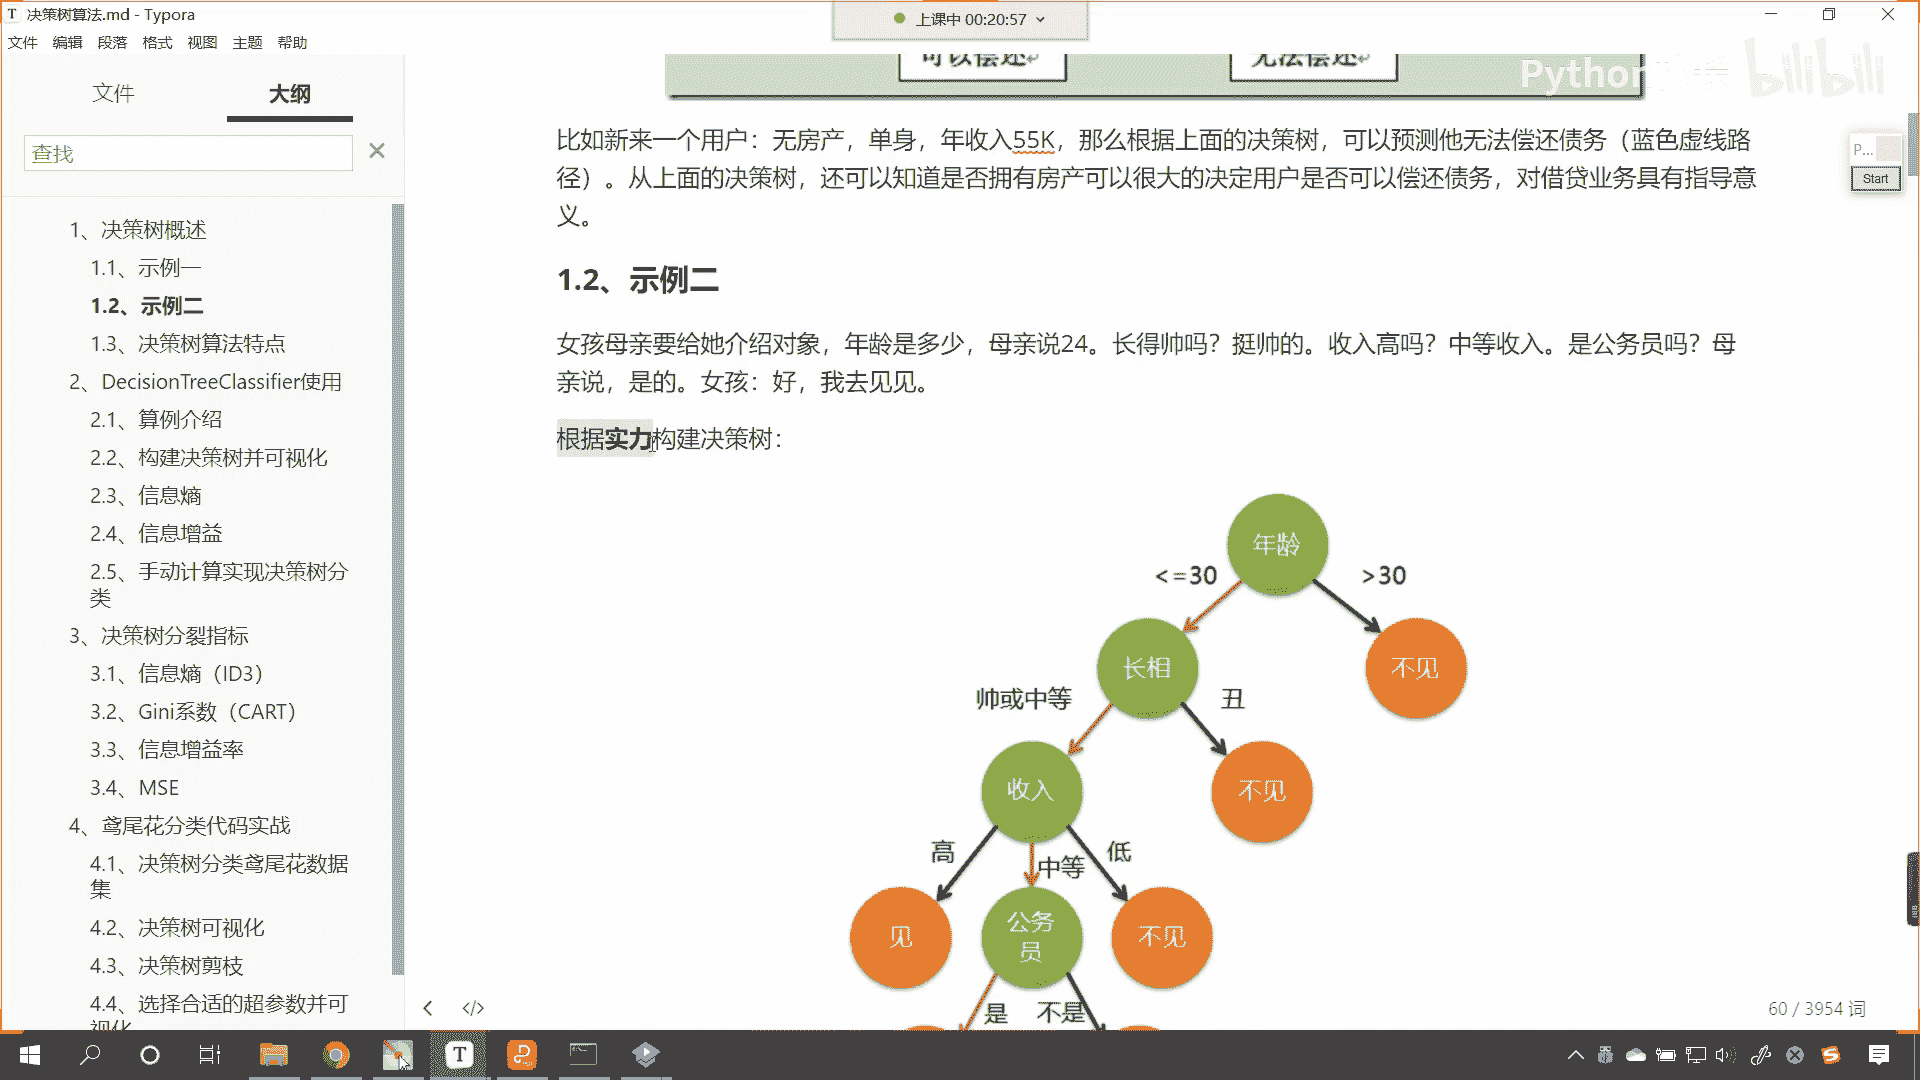 决策树算法.md - Typora
上课中 00:20:57
文件 编辑 段落 格式 视图 主题 帮助
文件 大纲
查找
1、决策树概述
1.1、示例一
1.2、示例二
1.3、决策树算法特点
2、DecisionTreeClassifier使用
2.1、算例介绍
2.2、构建决策树并可视化
2.3、信息熵
2.4、信息增益
2.5、手动计算实现决策树分
类
3、决策树分裂指标
3.1、信息熵（ID3）
3.2、Gini系数（CART）
3.3、信息增益率
3.4、MSE
4、鸢尾花分类代码实战
4.1、决策树分类鸢尾花数据
集
4.2、决策树可视化
4.3、决策树剪枝
4.4、选择合适的超参数并可
视化
可以偿还 无法偿还
Python
bilibili
P...
Start
比如新来一个用户：无房产，单身，年收入55K，那么根据上面的决策树，可以预测他无法偿还债务（蓝色虚线路
径）。从上面的决策树，还可以知道是否拥有房产可以很大的决定用户是否可以偿还债务，对借贷业务具有指导意
义。
1.2、示例二
女孩母亲要给她介绍对象，年龄是多少，母亲说24。长得帅吗？挺帅的。收入高吗？中等收入。是公务员吗？母
亲说，是的。女孩：好，我去见见。
根据实力构建决策树：
年龄
<=30 >30
长相 不见
帅或中等 丑
收入 不见
高 中等 低
见 公务
员 不见
是 不是
60 / 3954 词